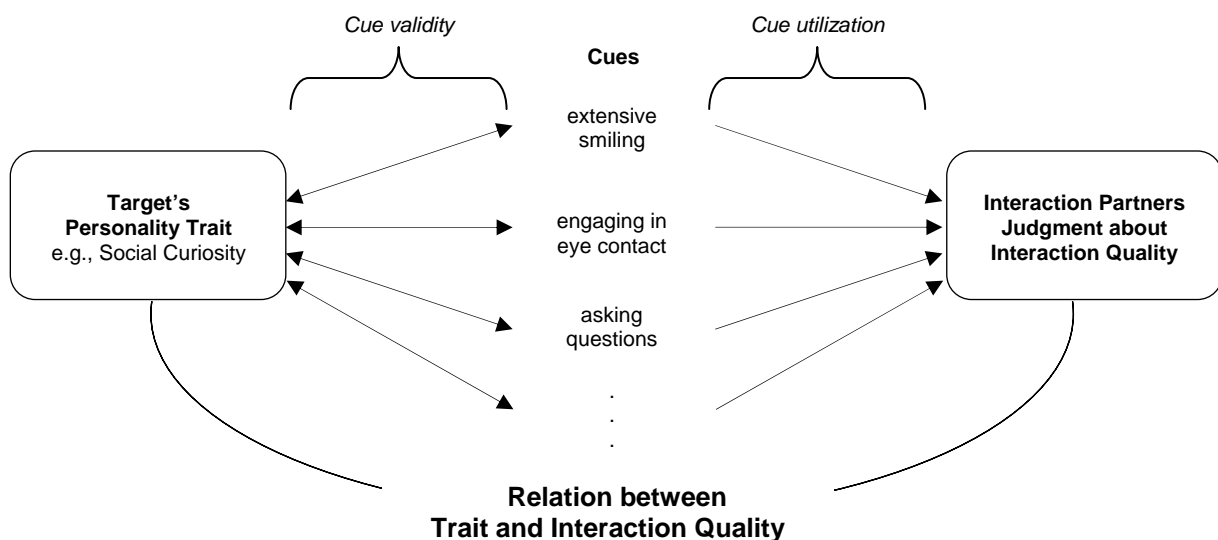 Cue validity
Cue utilization
Cues
extensive
smiling
Target's
Personality Trait
e.g., Social Curiosity
engaging in
eye contact
Interaction Partners
Judgment about
Interaction Quality
asking
questions
.
.
.
Relation between
Trait and Interaction Quality